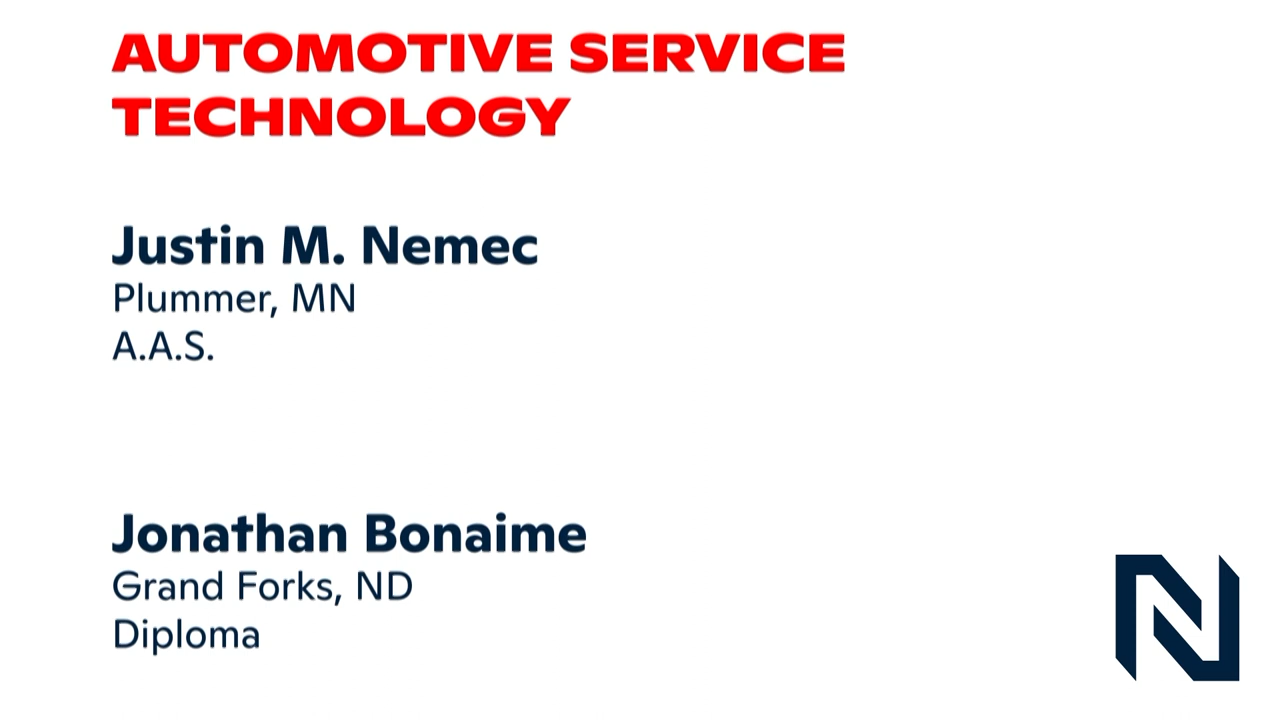 AUTOMOTIVE SERVICE
TECHNOLOGY
Justin M. Nemec
Plummer, MN
A.A.S.
Jonathan Bonaime
Grand Forks, ND
Diploma
N